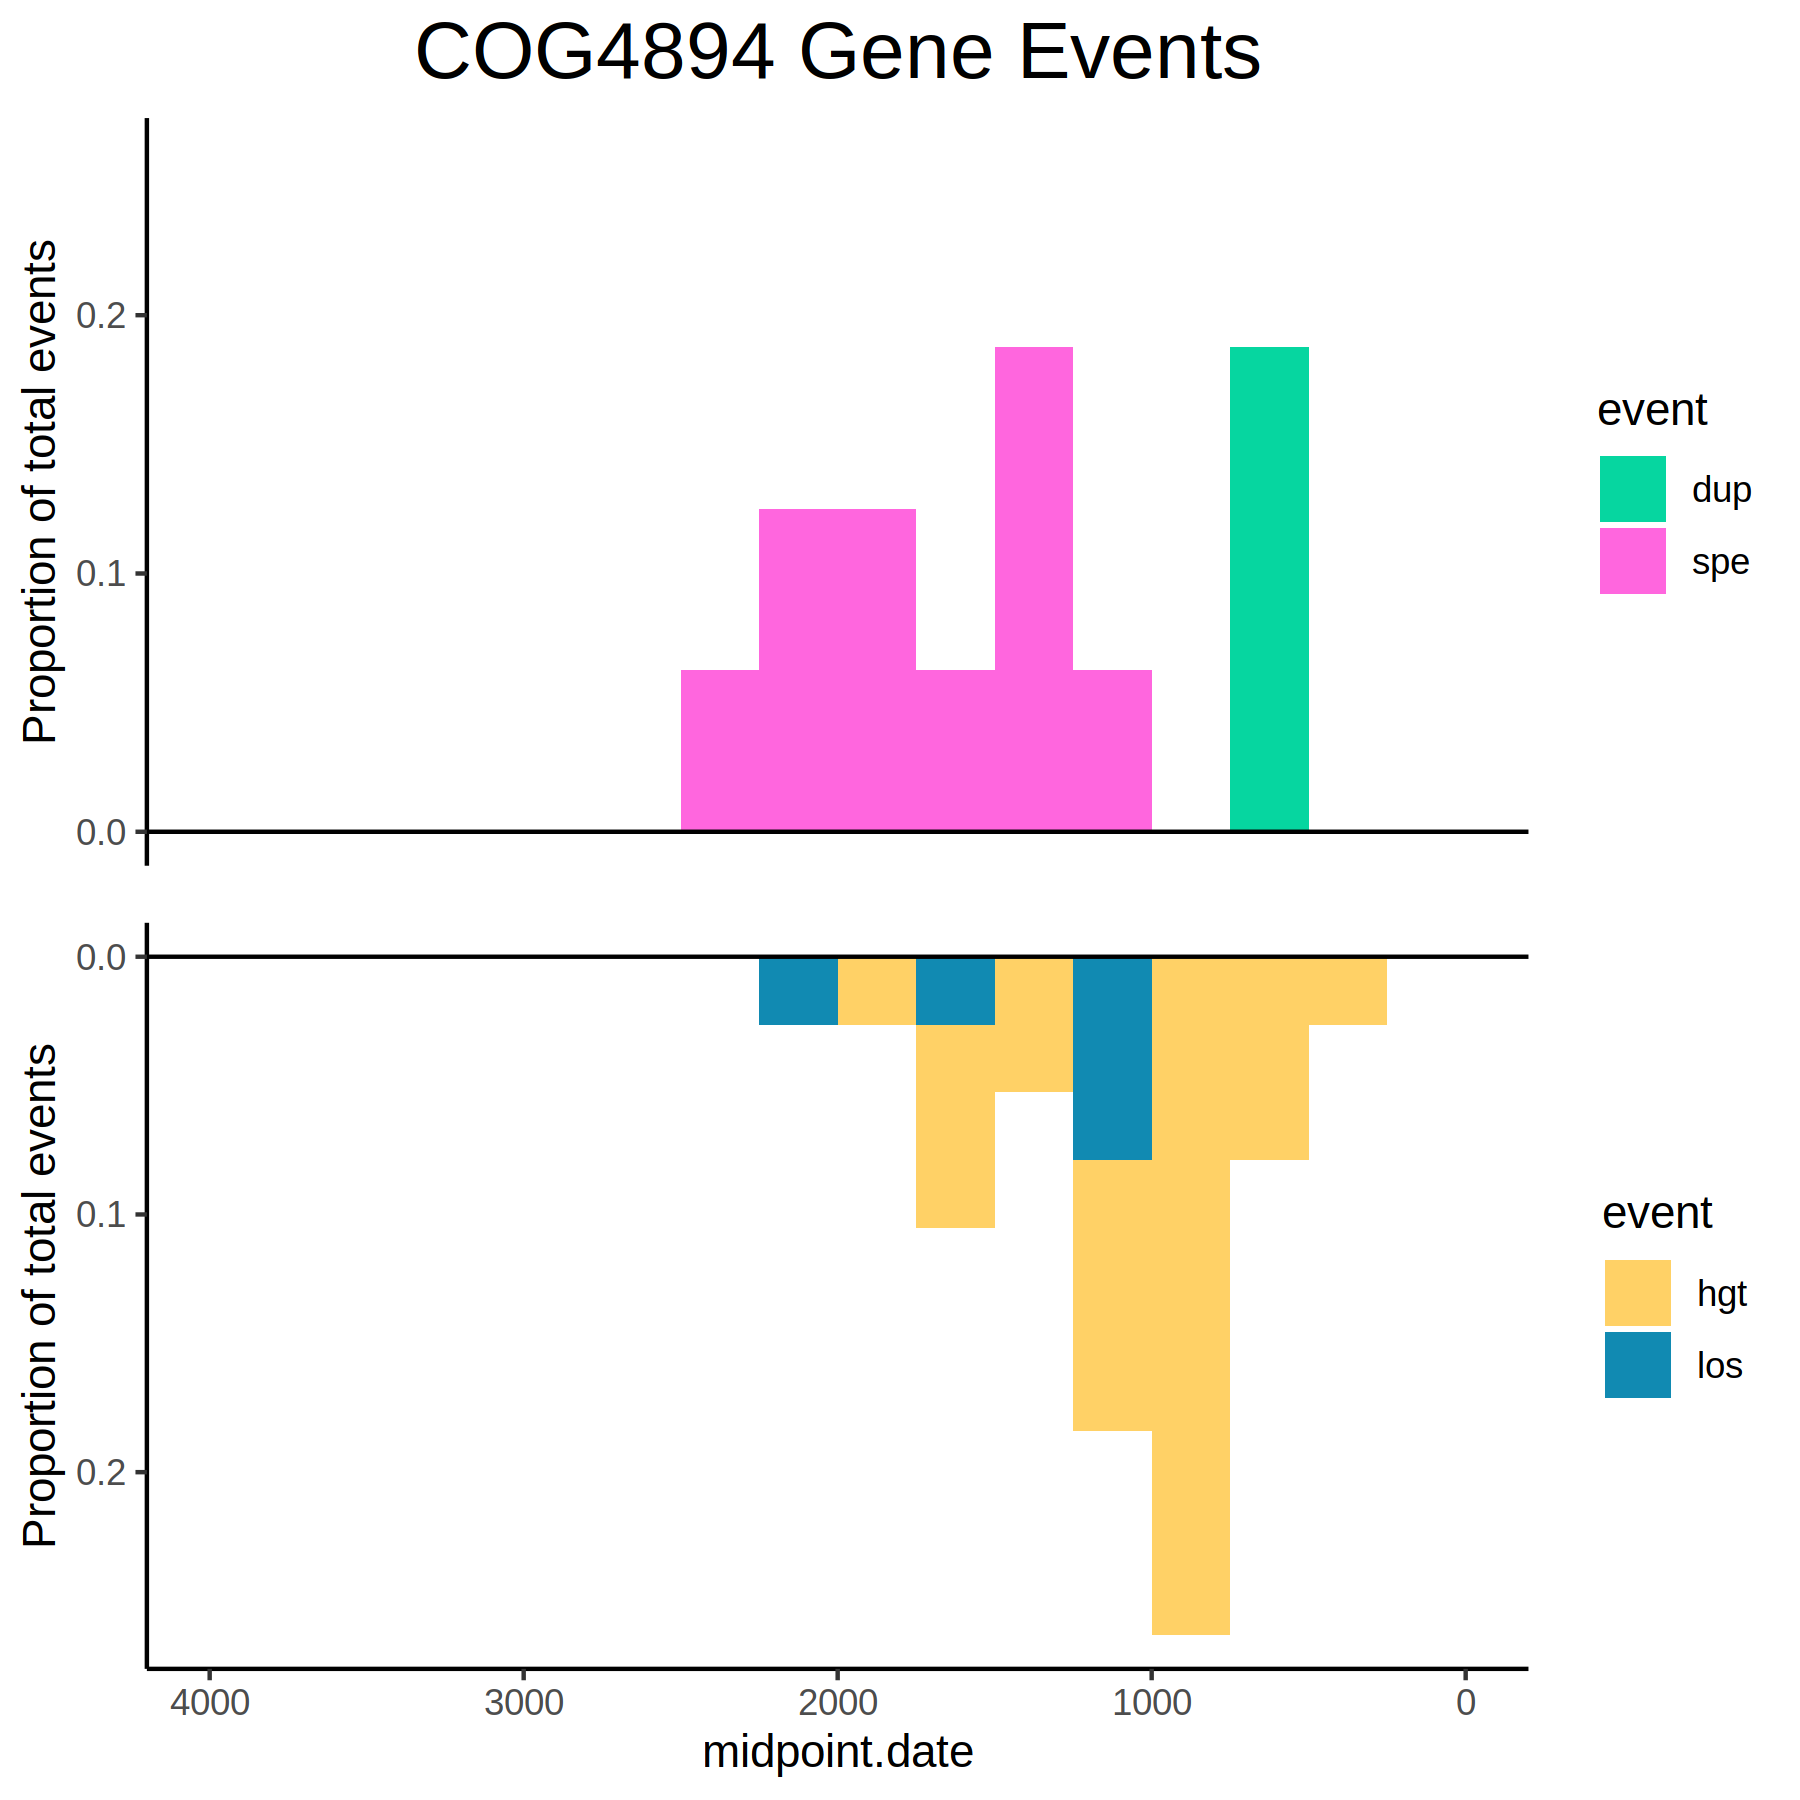 COG4894 Gene Events
Proportion of total events
0.2
0.1
0.0
event
dup
spe
Proportion of total events
0.0
0.1
0.2
event
hgt
los
4000 3000 2000 1000 0
midpoint.date